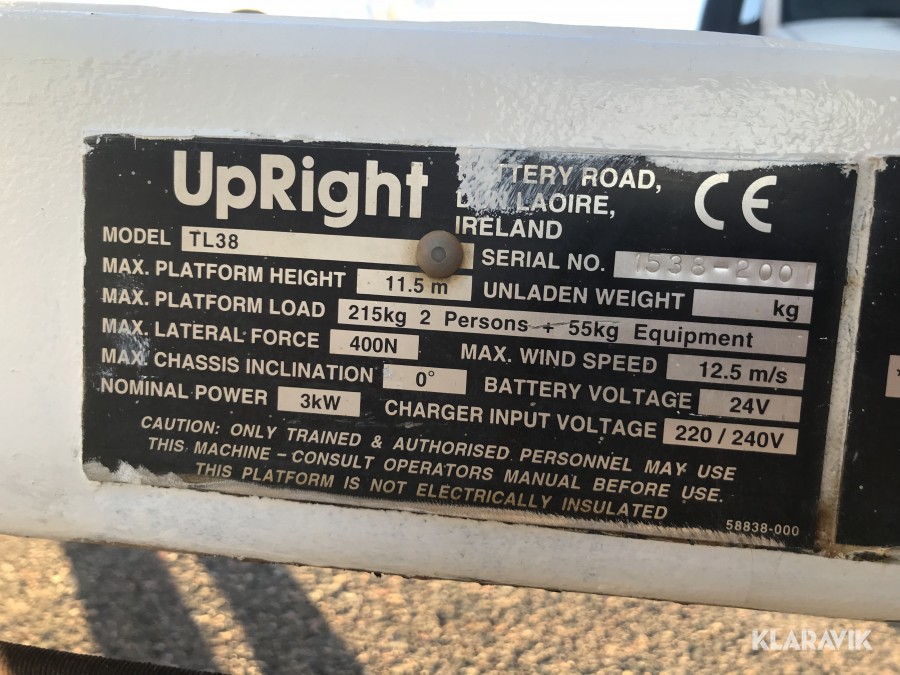 UpRight
TERY ROAD,
LAOIRE,
IRELAND
CE
MODEL TL38
SERIAL NO. 1538-2001
MAX. PLATFORM HEIGHT 11.5 m
UNLADEN WEIGHT kg
MAX. PLATFORM LOAD 215kg 2 Persons + 55kg Equipment
MAX. LATERAL FORCE 400N
MAX. WIND SPEED 12.5 m/s
MAX. CHASSIS INCLINATION 0°
BATTERY VOLTAGE 24V
NOMINAL POWER 3kW
CHARGER INPUT VOLTAGE 220 / 240V
CAUTION: ONLY TRAINED & AUTHORISED PERSONNEL MAY USE
THIS MACHINE – CONSULT OPERATORS MANUAL BEFORE USE.
THIS PLATFORM IS NOT ELECTRICALLY INSULATED
58838-000
KLARAVIK